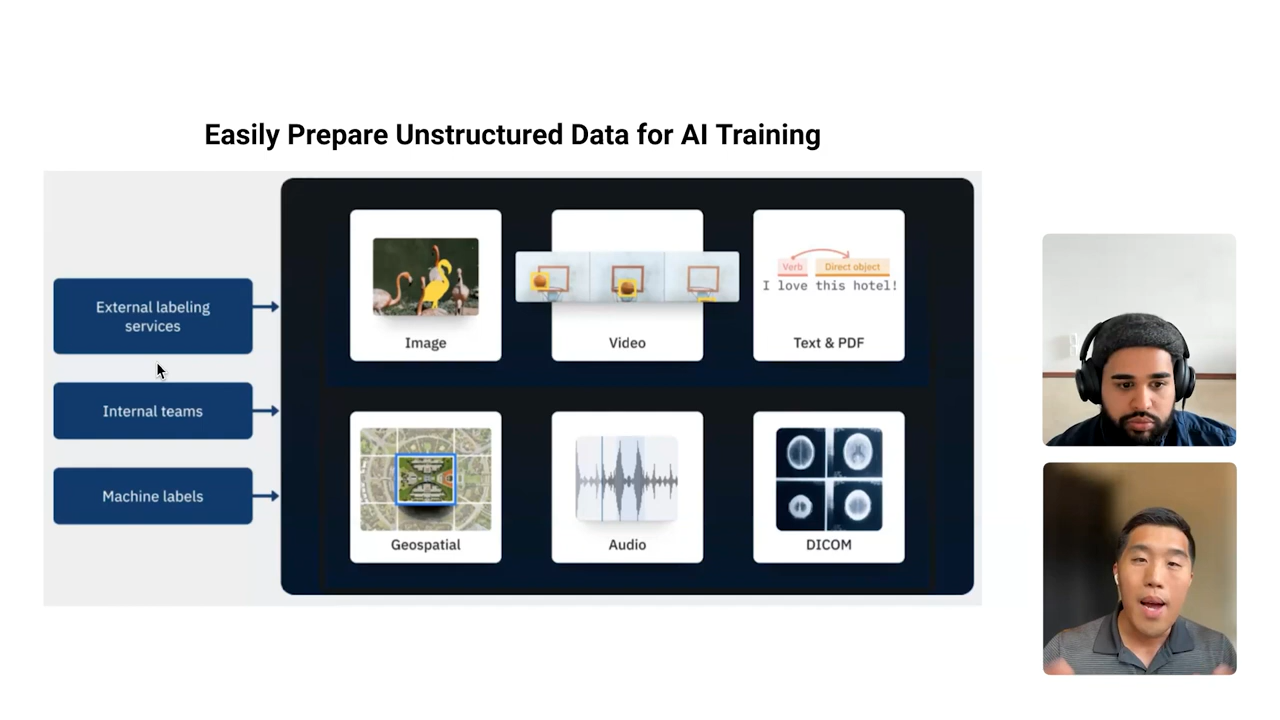 Easily Prepare Unstructured Data for AI Training
External labeling
services
Internal teams
Machine labels
Image
Video
Verb
Direct object
I love this hotel!
Text & PDF
Geospatial
Audio
DICOM